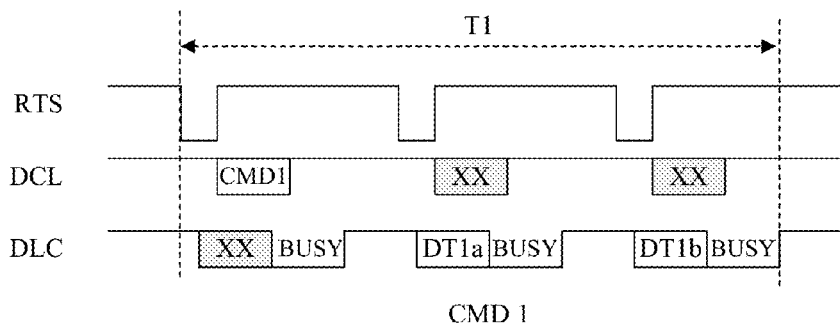 T1
RTS
DCL CMD1 XX XX
DLC XX BUSY DT1a BUSY DT1b BUSY
CMD 1